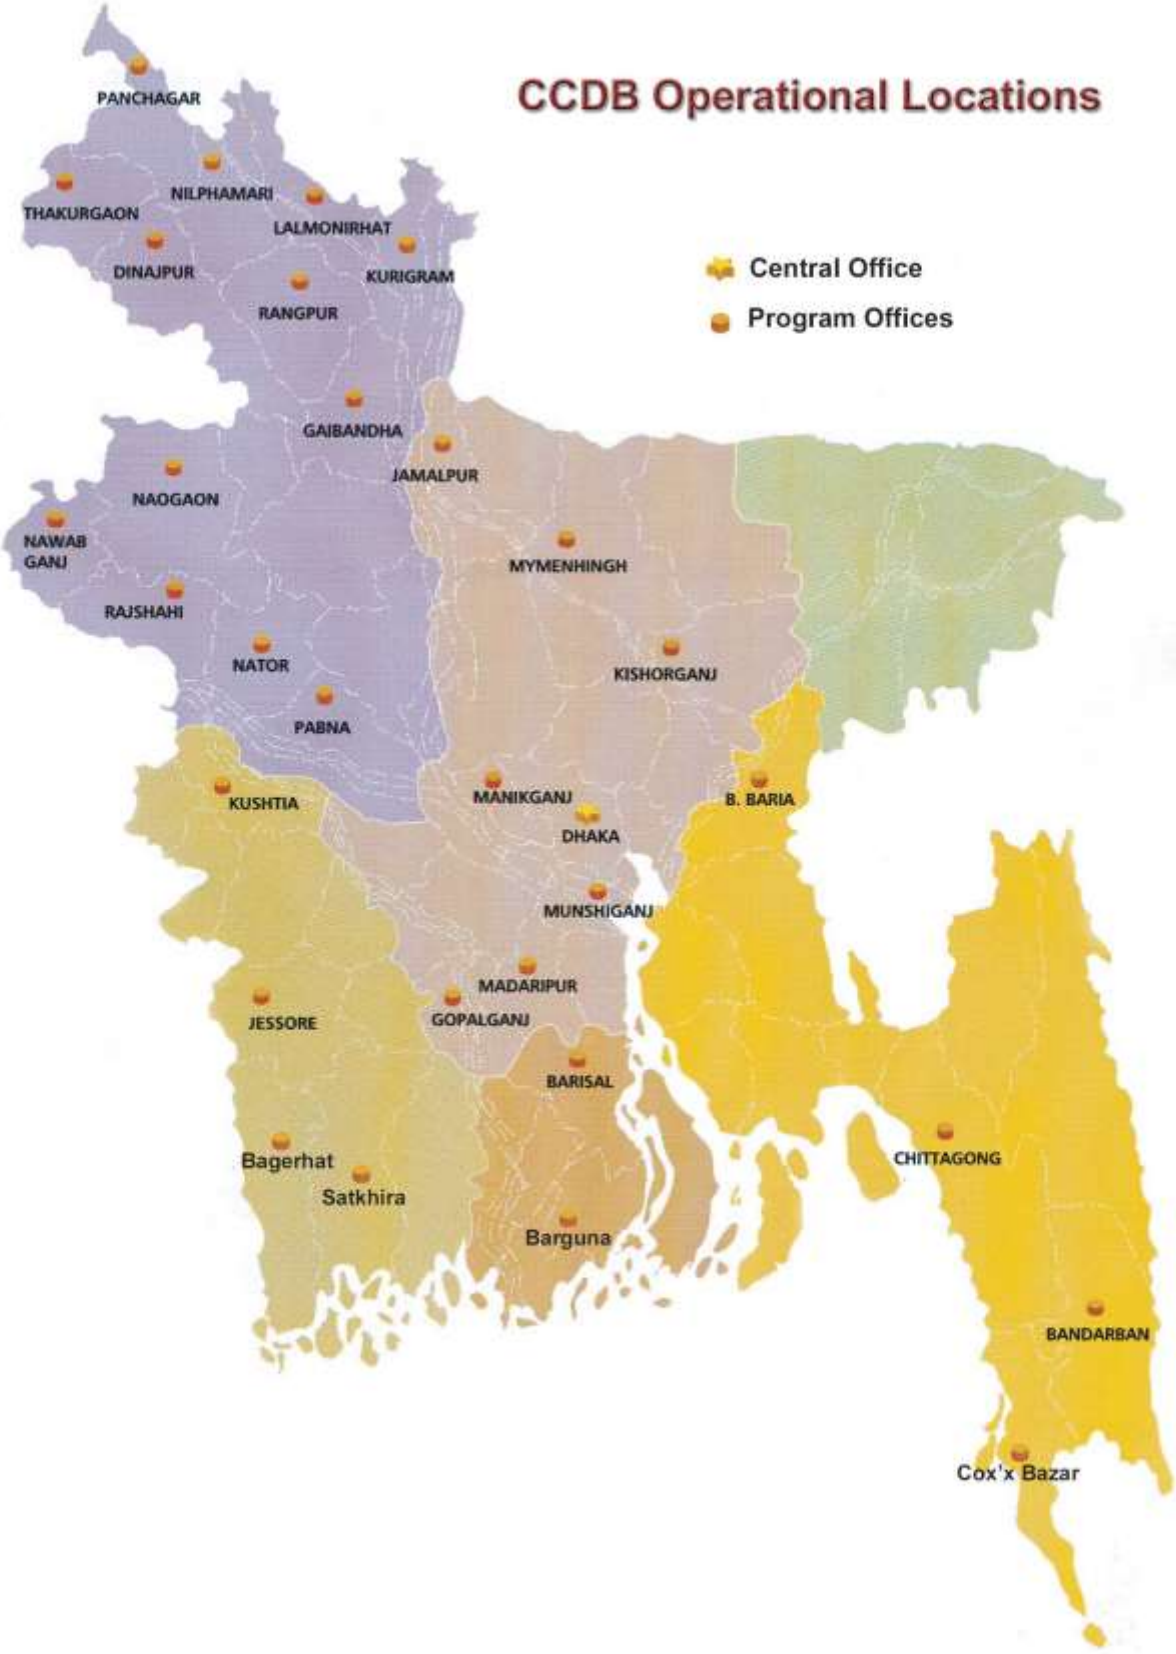 CCDB Operational Locations
PANCHAGAR
NILPHAMARI
THAKURGAON
LALMONIRHAT
DINAJPUR
KURIGRAM
Central Office
RANGPUR
Program Offices
GAIBANDHA
JAMALPUR
NAOGAON
NAWAB
GANJ
MYMENHINGH
RAJSHAHI
NATOR
KISHORGANJ
PABNA
MANIKGANJ
B. BARIA
KUSHTIA
DHAKA
MUNSHIGANJ
MADARIPUR
GOPALGANJ
JESSORE
BARISAL
CHITTAGONG
Bagerhat
Satkhira
Barguna
BANDARBAN
Cox'x Bazar